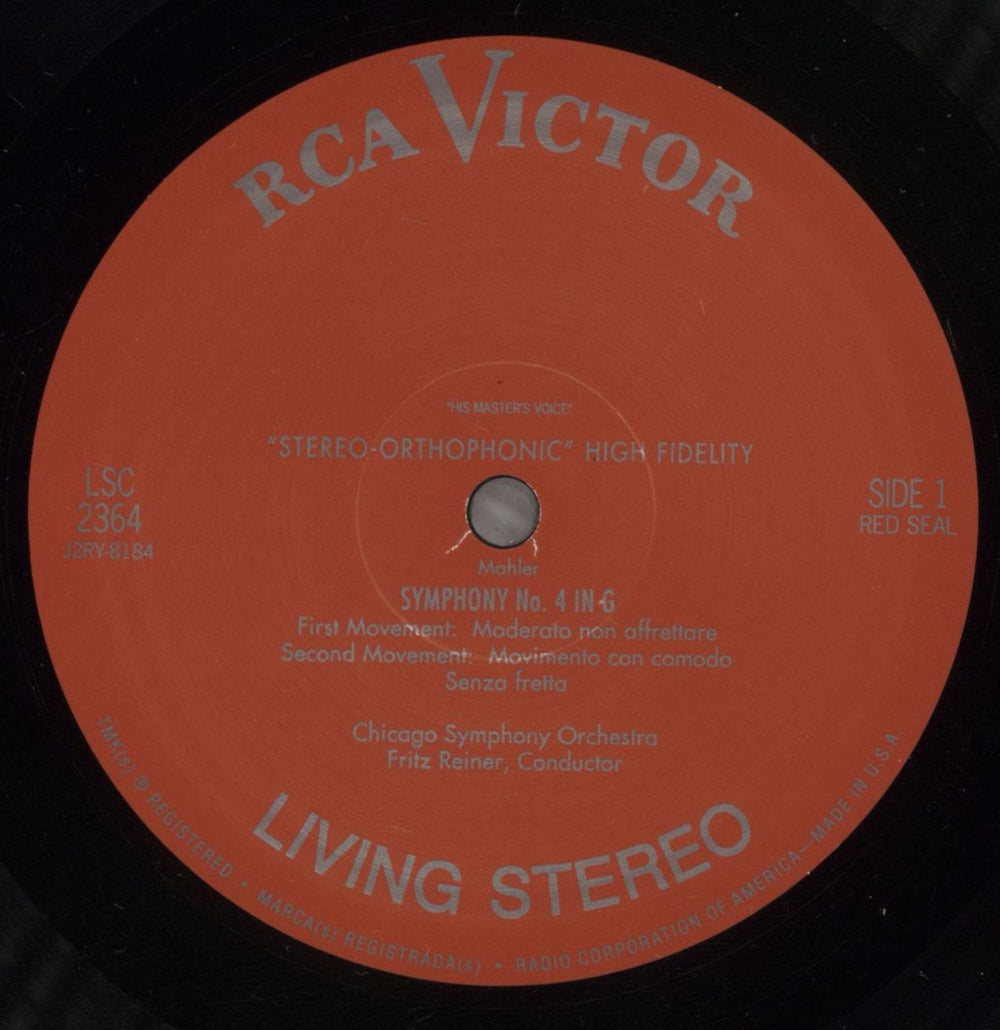 RCA VICTOR
"HIS MASTER'S VOICE"
"STEREO-ORTHOPHONIC" HIGH FIDELITY
LSC
2364
J2RY-8184
SIDE 1
RED SEAL
Mahler
SYMPHONY No. 4 IN G
First Movement: Moderato non affrettare
Second Movement: Movimento con comodo
Senza fretta
Chicago Symphony Orchestra
Fritz Reiner, Conductor
LIVING STEREO
TMK(s) ® REGISTERED • MARCA(s) REGISTRADA(s) • RADIO CORPORATION OF AMERICA—MADE IN U.S.A.